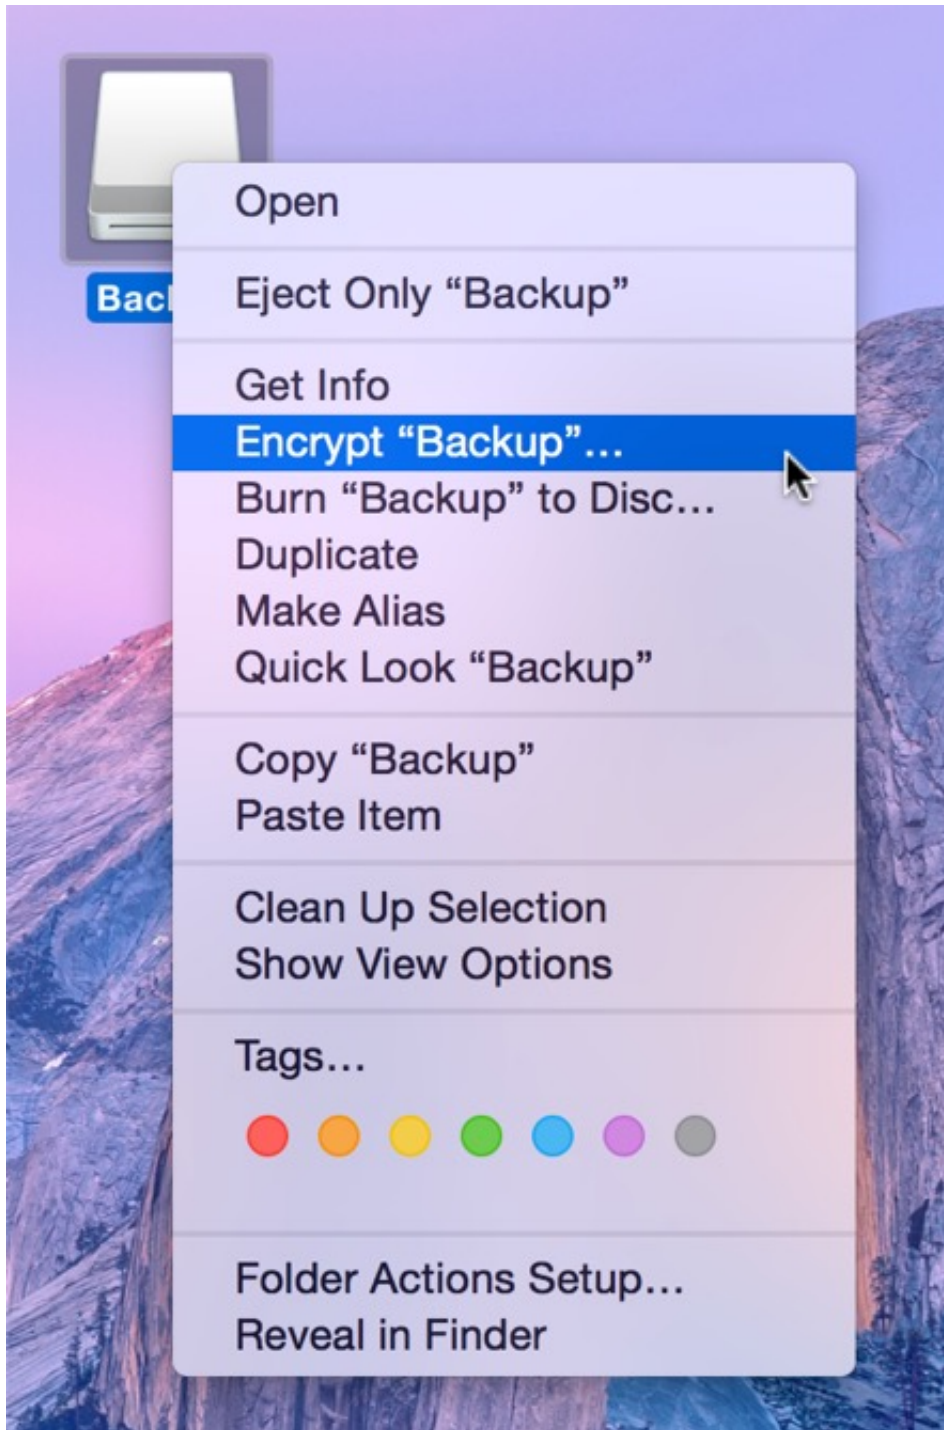 Open
Bac
Eject Only “Backup”
Get Info
Encrypt “Backup”...
Burn “Backup” to Disc...
Duplicate
Make Alias
Quick Look “Backup”
Copy “Backup”
Paste Item
Clean Up Selection
Show View Options
Tags...
Folder Actions Setup...
Reveal in Finder